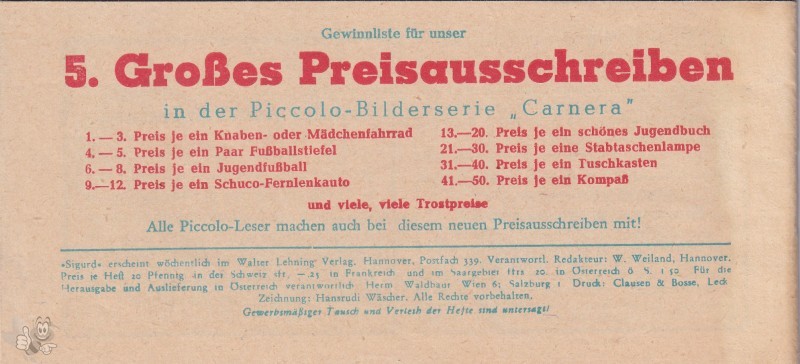 Gewinnliste für unser
5. Großes Preisausschreiben
in der Piccolo-Bilderserie „Carnera"
1.—3. Preis je ein Knaben- oder Mädchenfahrrad
4.—5. Preis je ein Paar Fußballstiefel
6.—8. Preis je ein Jugendfußball
9.—12. Preis je ein Schuco-Fernlenkauto
13.—20. Preis je ein schönes Jugendbuch
21.—30. Preis je eine Stabtaschenlampe
31.—40. Preis je ein Tuschkasten
41.—50. Preis je ein Kompaß
und viele, viele Trostpreise
Alle Piccolo-Leser machen auch bei diesem neuen Preisausschreiben mit!
»Sigurd« erscheint wöchentlich im Walter Lehning Verlag, Hannover, Postfach 339. Verantwortl. Redakteur: W. Weiland, Hannover.
Preis je Heft 20 Pfennig in der Schweiz sfr. —.25 in Frankreich und im Saargebiet ffrs 20. in Österreich ö S. 1 50. Für die
Herausgabe und Auslieferung in Österreich verantwortlich Herm Waldbaur Wien 6; Salzburg 1 Druck: Clausen & Bosse, Leck
Zeichnung: Hansrudi Wäscher. Alle Rechte vorbehalten.
Gewerbsmäßiger Tausch und Verleih der Hefte sind untersagt!